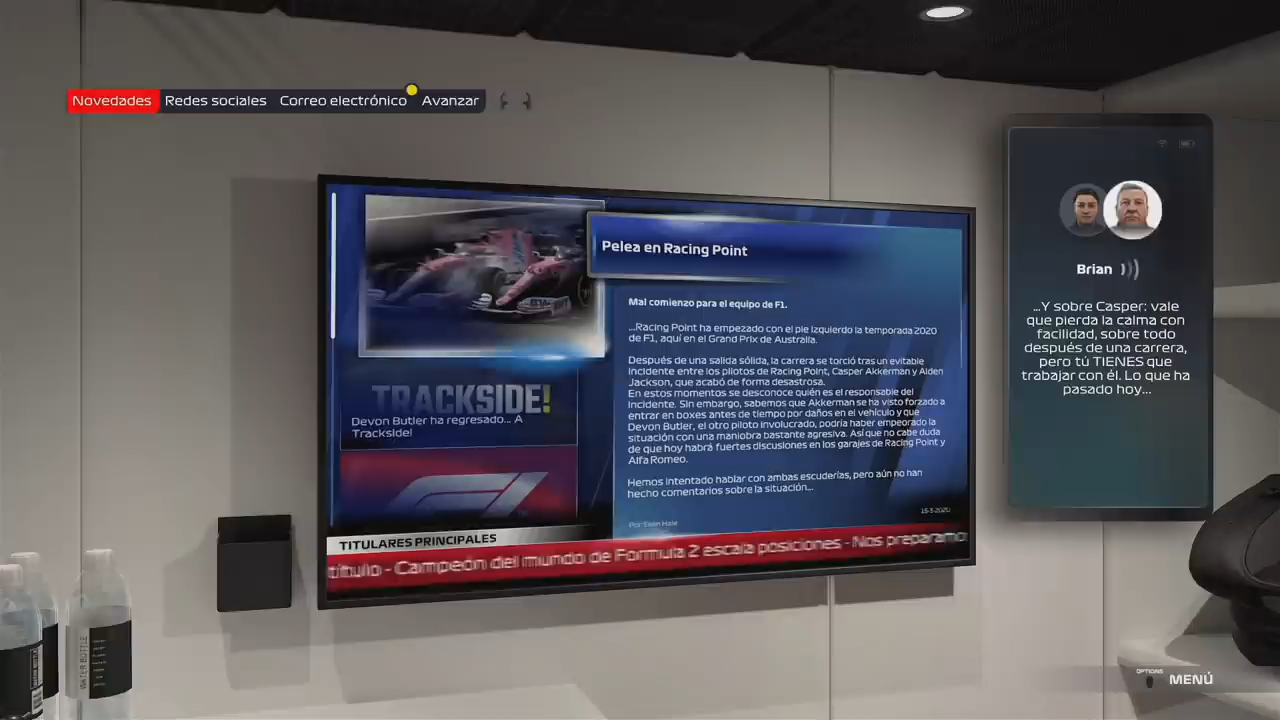 Novedades
Redes sociales
Correo electrónico
Avanzar
Pelea en Racing Point
Mal comienzo para el equipo de F1.
...Racing Point ha empezado con el pie izquierdo la temporada 2020
de F1, aquí en el Grand Prix de Australia.
Después de una salida sólida, la carrera se torció tras un evitable
incidente entre los pilotos de Racing Point, Casper Akkerman y Aiden
Jackson, que acabó de forma desastrosa.
En estos momentos se desconoce quién es el responsable del
incidente. Sin embargo, sabemos que Akkerman se ha visto forzado a
entrar en boxes antes de tiempo por daños en el vehículo y que
Devon Butler, el otro piloto involucrado, podría haber empeorado la
situación con una maniobra bastante agresiva. Así que no cabe duda
de que hoy habrá fuertes discusiones en los garajes de Racing Point y
Alfa Romeo.
Hemos intentado hablar con ambas escuderías, pero aún no han
hecho comentarios sobre la situación...
15-3-2020
TRACKSIDE!
Devon Butler ha regresado... A
Trackside!
TITULARES PRINCIPALES
título - Campeón del mundo de Formula 2 escala posiciones - Nos preparamo
Brian
...Y sobre Casper: vale
que pierda la calma con
facilidad, sobre todo
después de una carrera,
pero tú TIENES que
trabajar con él. Lo que ha
pasado hoy...
WATER BOTTLE
OPTIONS
MENÚ